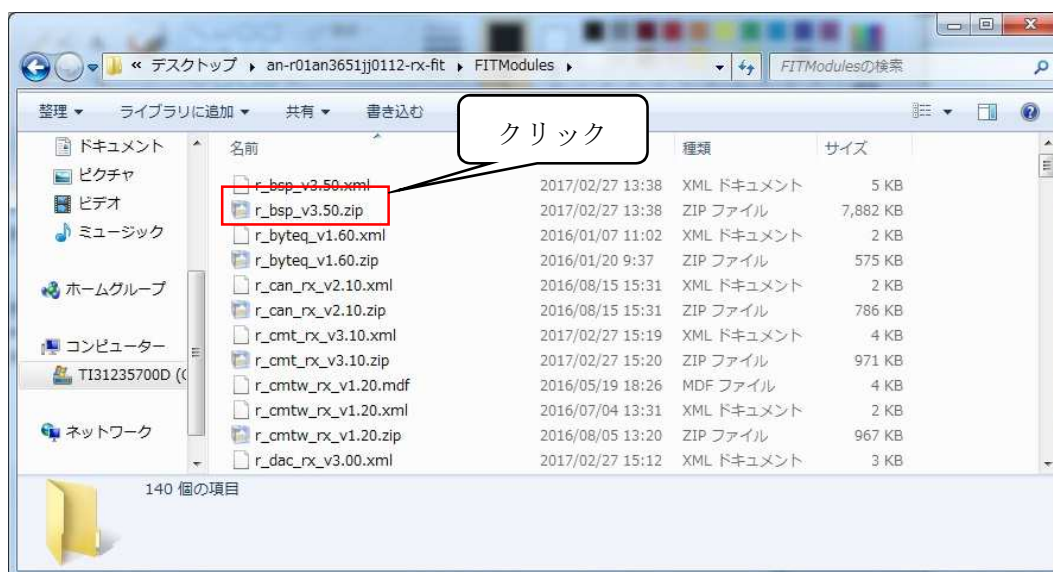 « デスクトップ ▸ an-r01an3651jj0112-rx-fit ▸ FITModules ▸
FITModulesの検索
整理 ▼ ライブラリに追加 ▼ 共有 ▼ 書き込む
クリック
ドキュメント
ピクチャ
ビデオ
ミュージック
ホームグループ
コンピューター
TI31235700D (C
ネットワーク
名前 種類 サイズ
r_bsp_v3.50.xml 2017/02/27 13:38 XML ドキュメント 5 KB
r_bsp_v3.50.zip 2017/02/27 13:38 ZIP ファイル 7,882 KB
r_byteq_v1.60.xml 2016/01/07 11:02 XML ドキュメント 2 KB
r_byteq_v1.60.zip 2016/01/20 9:37 ZIP ファイル 575 KB
r_can_rx_v2.10.xml 2016/08/15 15:31 XML ドキュメント 2 KB
r_can_rx_v2.10.zip 2016/08/15 15:31 ZIP ファイル 786 KB
r_cmt_rx_v3.10.xml 2017/02/27 15:19 XML ドキュメント 4 KB
r_cmt_rx_v3.10.zip 2017/02/27 15:20 ZIP ファイル 971 KB
r_cmtw_rx_v1.20.mdf 2016/05/19 18:26 MDF ファイル 4 KB
r_cmtw_rx_v1.20.xml 2016/07/04 13:31 XML ドキュメント 2 KB
r_cmtw_rx_v1.20.zip 2016/08/05 13:20 ZIP ファイル 967 KB
r_dac_rx_v3.00.xml 2017/02/27 15:12 XML ドキュメント 3 KB
140 個の項目